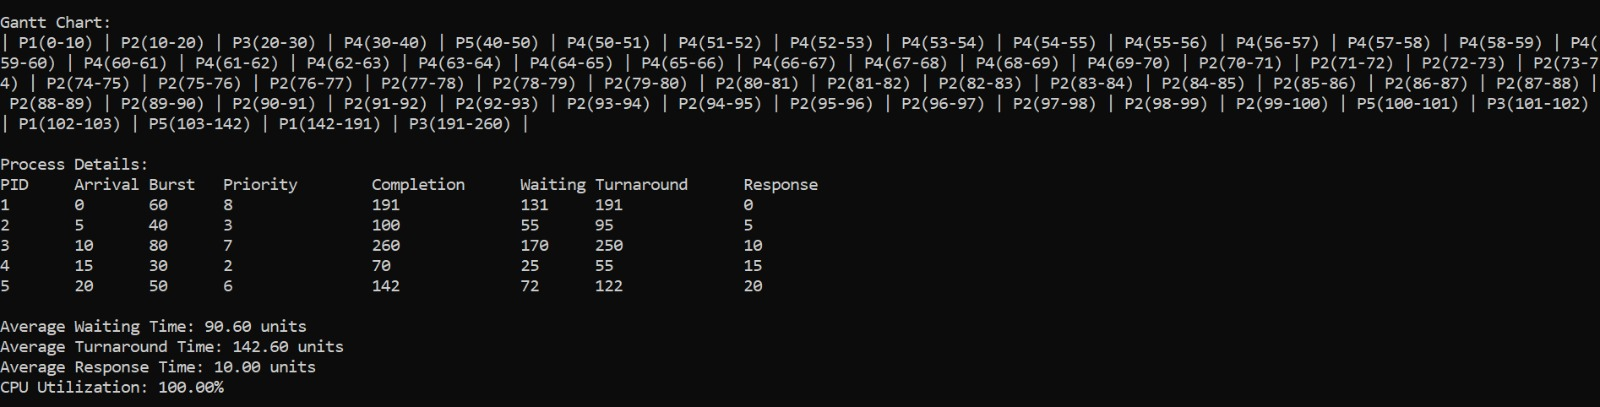 Gantt Chart:
| P1(0-10) | P2(10-20) | P3(20-30) | P4(30-40) | P5(40-50) | P4(50-51) | P4(51-52) | P4(52-53) | P4(53-54) | P4(54-55) | P4(55-56) | P4(56-57) | P4(57-58) | P4(58-59) | P4(
59-60) | P4(60-61) | P4(61-62) | P4(62-63) | P4(63-64) | P4(64-65) | P4(65-66) | P4(66-67) | P4(67-68) | P4(68-69) | P4(69-70) | P2(70-71) | P2(71-72) | P2(72-73) | P2(73-7
4) | P2(74-75) | P2(75-76) | P2(76-77) | P2(77-78) | P2(78-79) | P2(79-80) | P2(80-81) | P2(81-82) | P2(82-83) | P2(83-84) | P2(84-85) | P2(85-86) | P2(86-87) | P2(87-88) |
P2(88-89) | P2(89-90) | P2(90-91) | P2(91-92) | P2(92-93) | P2(93-94) | P2(94-95) | P2(95-96) | P2(96-97) | P2(97-98) | P2(98-99) | P2(99-100) | P5(100-101) | P3(101-102)
| P1(102-103) | P5(103-142) | P1(142-191) | P3(191-260) |
Process Details:
PID Arrival Burst Priority Completion Waiting Turnaround Response
1 0 60 8 191 131 191 0
2 5 40 3 100 55 95 5
3 10 80 7 260 170 250 10
4 15 30 2 70 25 55 15
5 20 50 6 142 72 122 20
Average Waiting Time: 90.60 units
Average Turnaround Time: 142.60 units
Average Response Time: 10.00 units
CPU Utilization: 100.00%